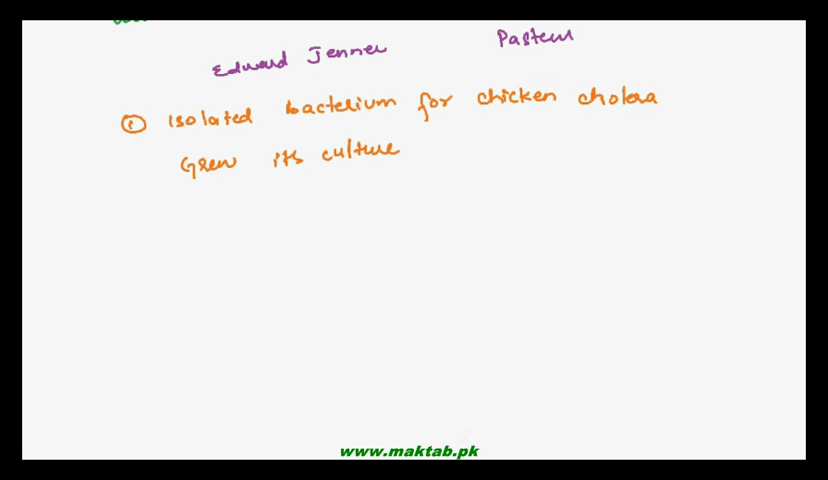 Edward Jenner Pasteur
① Isolated bacterium for chicken cholera
Grew its culture
www.maktab.pk